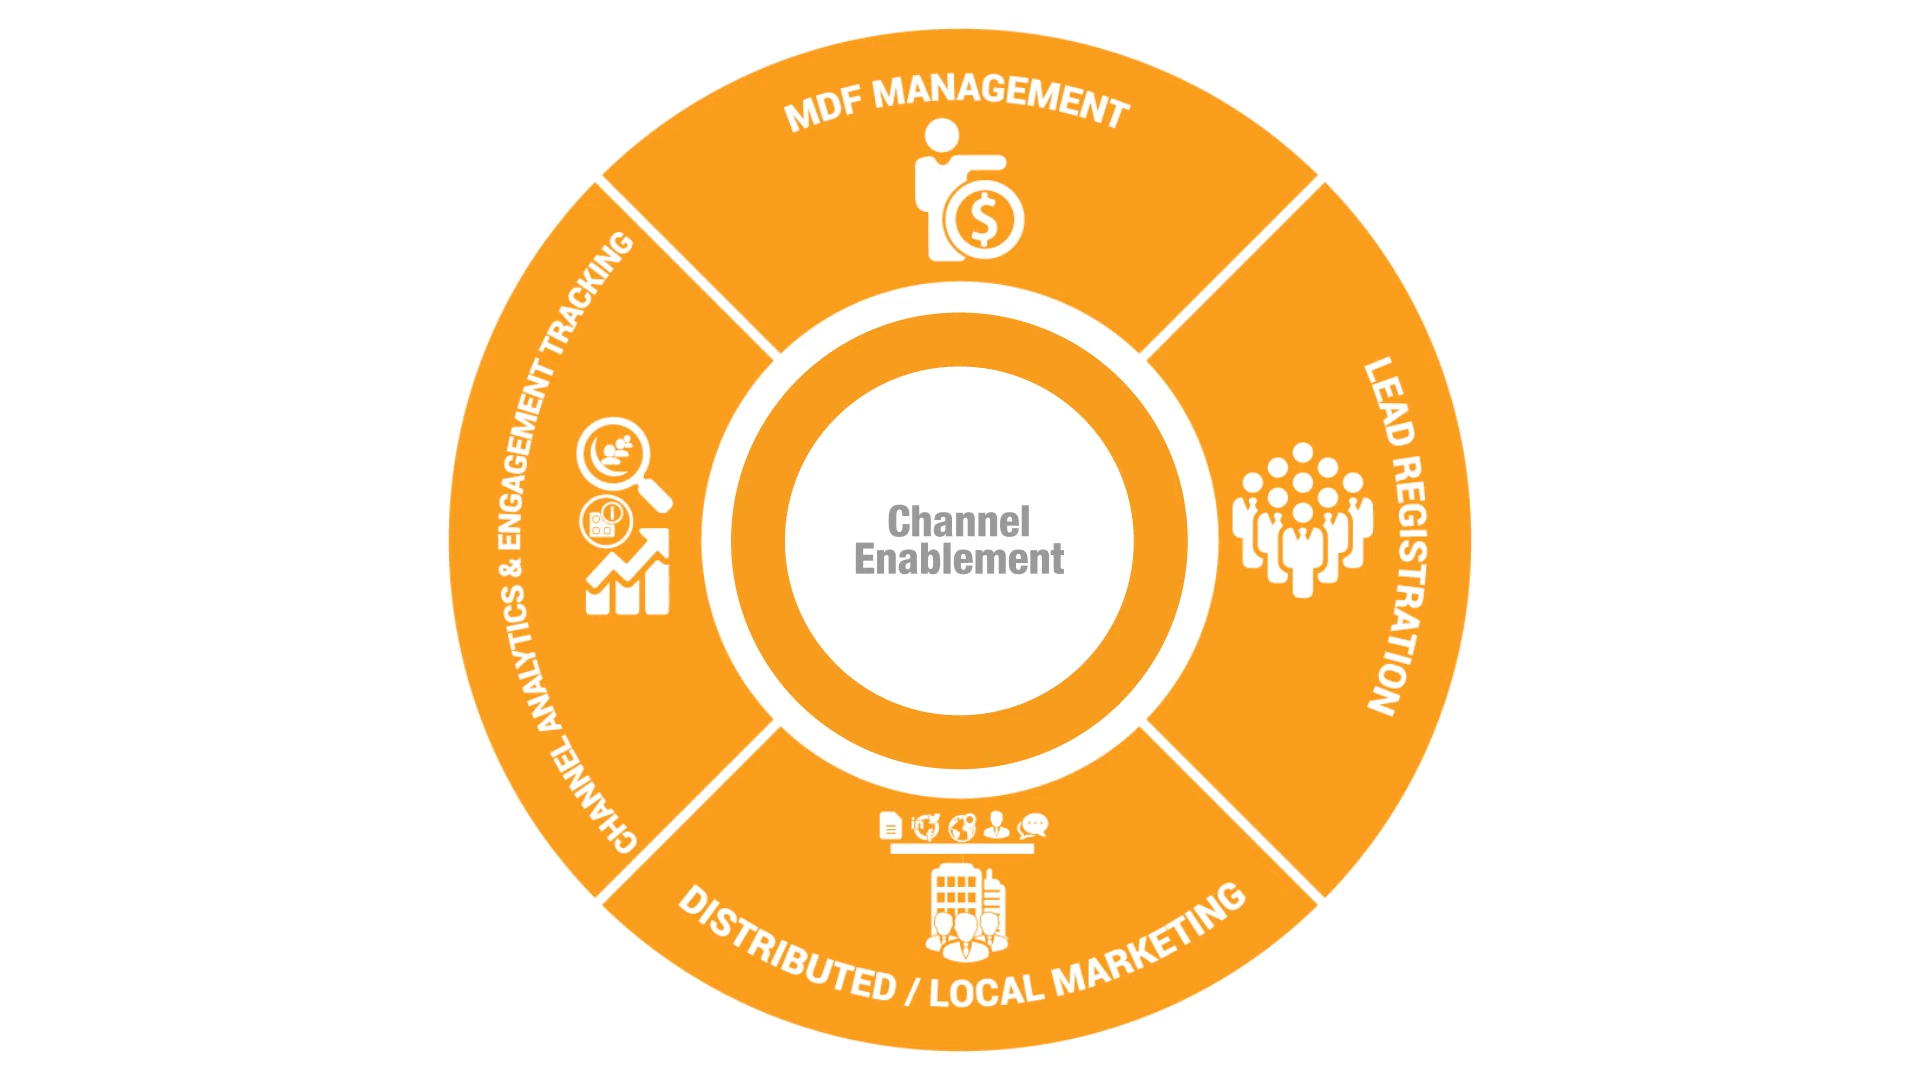 MDF MANAGEMENT
LEAD REGISTRATION
DISTRIBUTED / LOCAL MARKETING
CHANNEL ANALYTICS & ENGAGEMENT TRACKING
Channel
Enablement